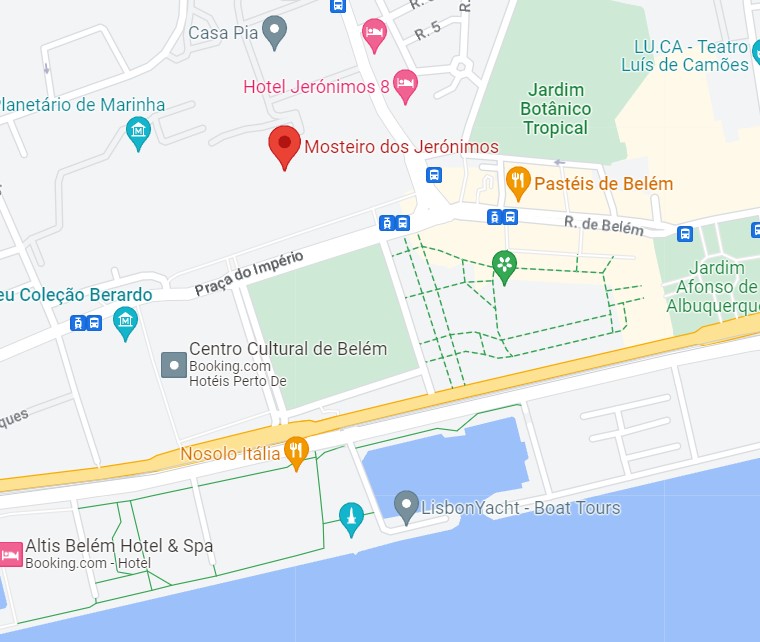 R. 5
Casa Pia
LU.CA - Teatro
Luís de Camões
Hotel Jerónimos 8
Jardim
Botânico
Tropical
Planetário de Marinha
Mosteiro dos Jerónimos
Pastéis de Belém
R. de Belém
Praça do Império
Jardim
Afonso de
Albuquerque
eu Coleção Berardo
Centro Cultural de Belém
Booking.com
Hotéis Perto De
ques
Nosolo Itália
LisbonYacht - Boat Tours
Altis Belém Hotel & Spa
Booking.com - Hotel